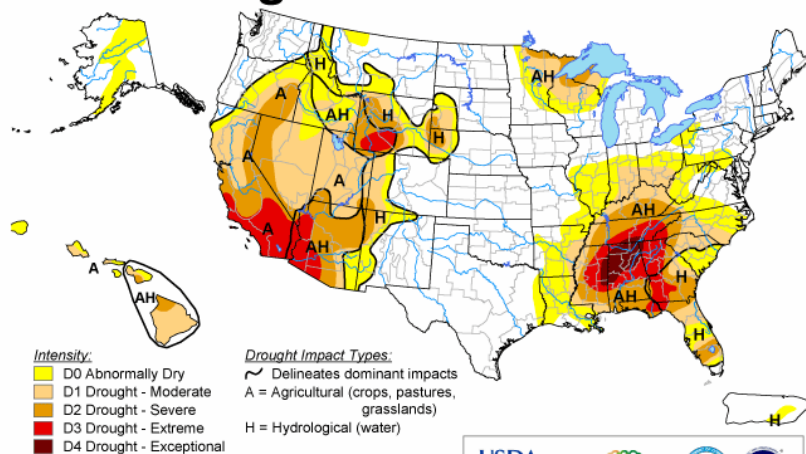 H
A
AH
AH
H
H
A
A
H
A
AH
AH
AH
H
H
A
AH
H
Intensity:
D0 Abnormally Dry
D1 Drought - Moderate
D2 Drought - Severe
D3 Drought - Extreme
D4 Drought - Exceptional
Drought Impact Types:
Delineates dominant impacts
A = Agricultural (crops, pastures,
grasslands)
H = Hydrological (water)
USDA